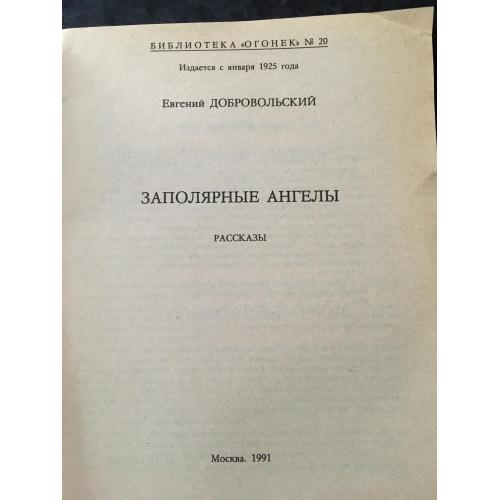 БИБЛИОТЕКА «ОГОНЕК» № 20
Издается с января 1925 года
Евгений ДОБРОВОЛЬСКИЙ
ЗАПОЛЯРНЫЕ АНГЕЛЫ
РАССКАЗЫ
Москва. 1991